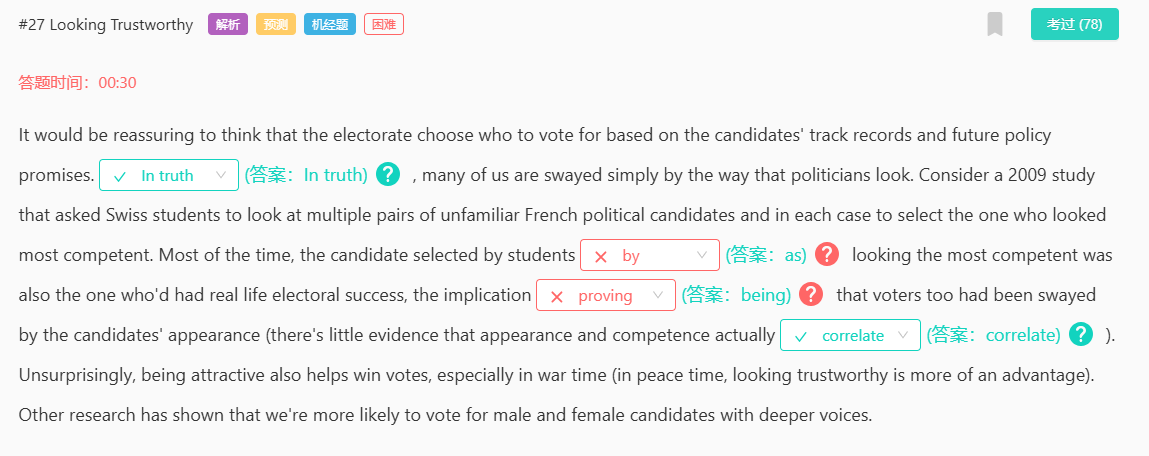 #27 Looking Trustworthy 解析 预测 机经题 困难 考过 (78)
答题时间：00:30
It would be reassuring to think that the electorate choose who to vote for based on the candidates' track records and future policy
promises. In truth (答案：In truth) ? , many of us are swayed simply by the way that politicians look. Consider a 2009 study
that asked Swiss students to look at multiple pairs of unfamiliar French political candidates and in each case to select the one who looked
most competent. Most of the time, the candidate selected by students by (答案：as) ? looking the most competent was
also the one who'd had real life electoral success, the implication proving (答案：being) ? that voters too had been swayed
by the candidates' appearance (there's little evidence that appearance and competence actually correlate (答案：correlate) ? ).
Unsurprisingly, being attractive also helps win votes, especially in war time (in peace time, looking trustworthy is more of an advantage).
Other research has shown that we're more likely to vote for male and female candidates with deeper voices.